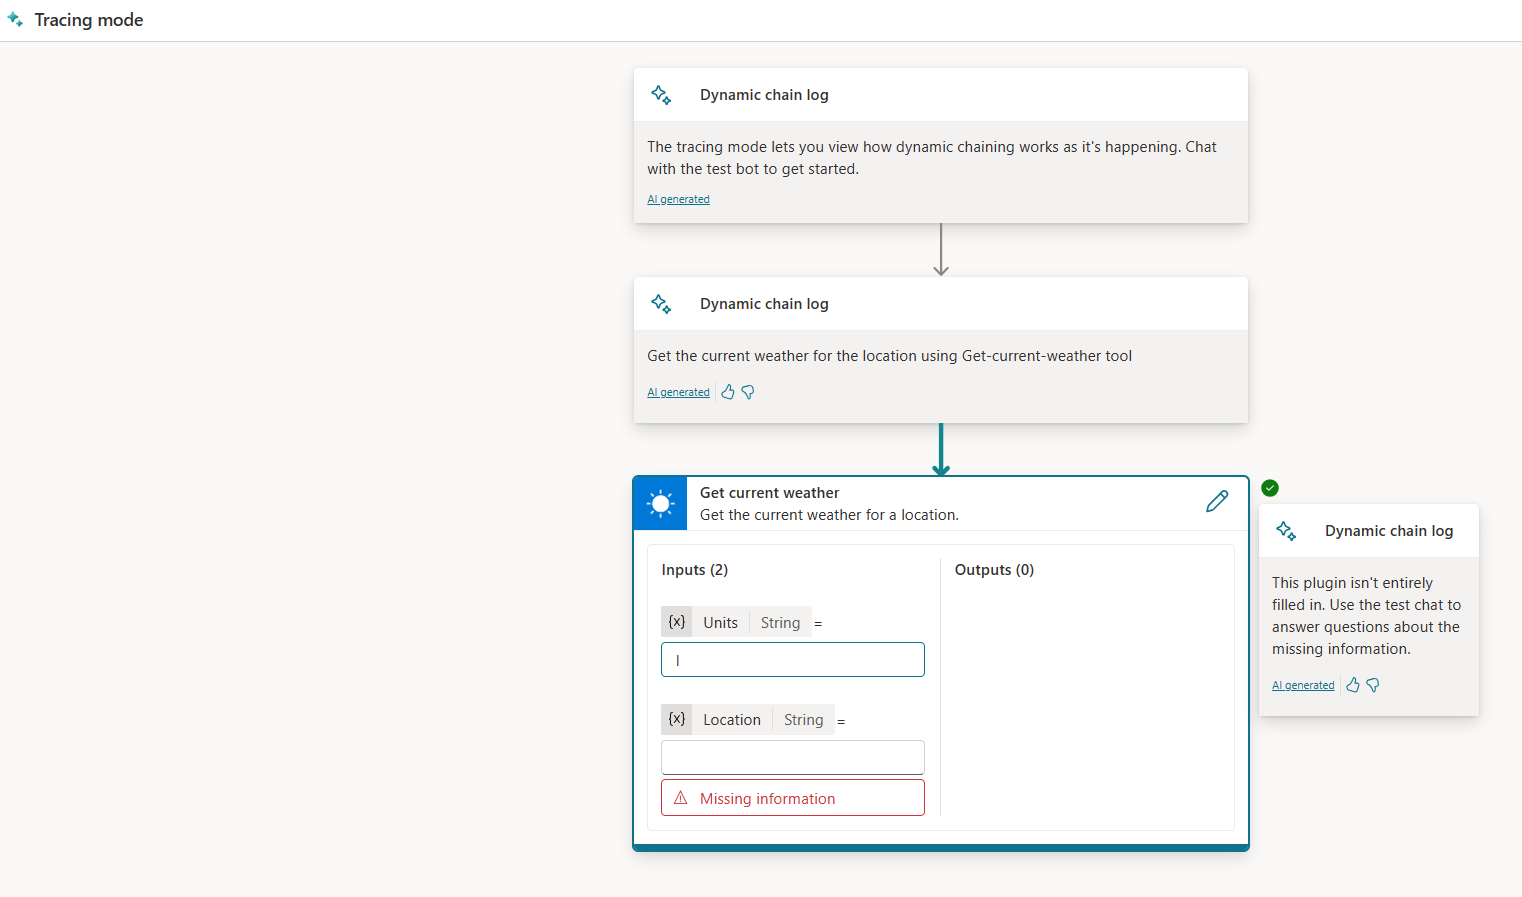 Tracing mode
Dynamic chain log
The tracing mode lets you view how dynamic chaining works as it's happening. Chat
with the test bot to get started.
AI generated
Dynamic chain log
Get the current weather for the location using Get-current-weather tool
AI generated
Get current weather
Get the current weather for a location.
Inputs (2)
{x} Units String =
I
{x} Location String =
Missing information
Outputs (0)
Dynamic chain log
This plugin isn't entirely
filled in. Use the test chat to
answer questions about the
missing information.
AI generated